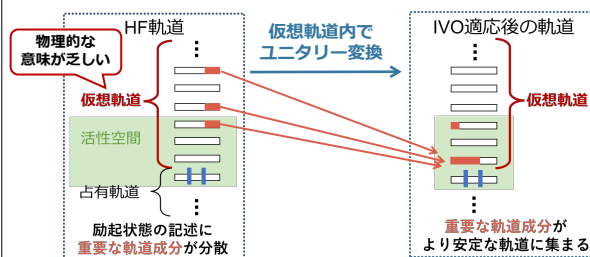 HF軌道
物理的な
意味が乏しい
仮想軌道
活性空間
占有軌道
励起状態の記述に
重要な軌道成分が分散
仮想軌道内で
ユニタリー変換
IVO適応後の軌道
仮想軌道
重要な軌道成分が
より安定な軌道に集まる